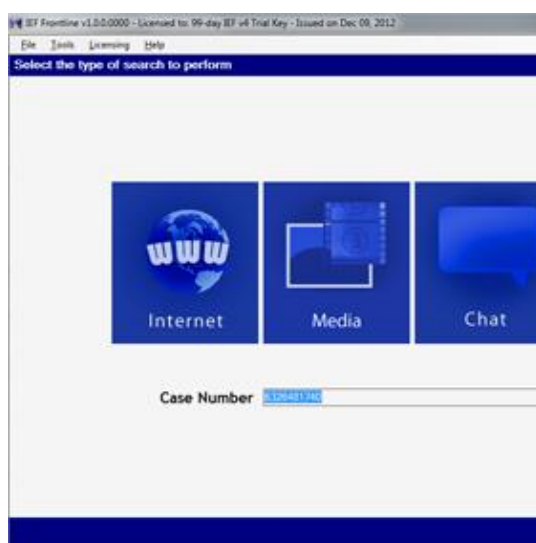 IEF Frontline v1.0.0.0000 - Licensed to: 99-day IEF v4 Trial Key - Issued on Dec 09, 2012
File Tools Licensing Help
Select the type of search to perform
www
Internet
Media
Chat
Case Number 6326481740